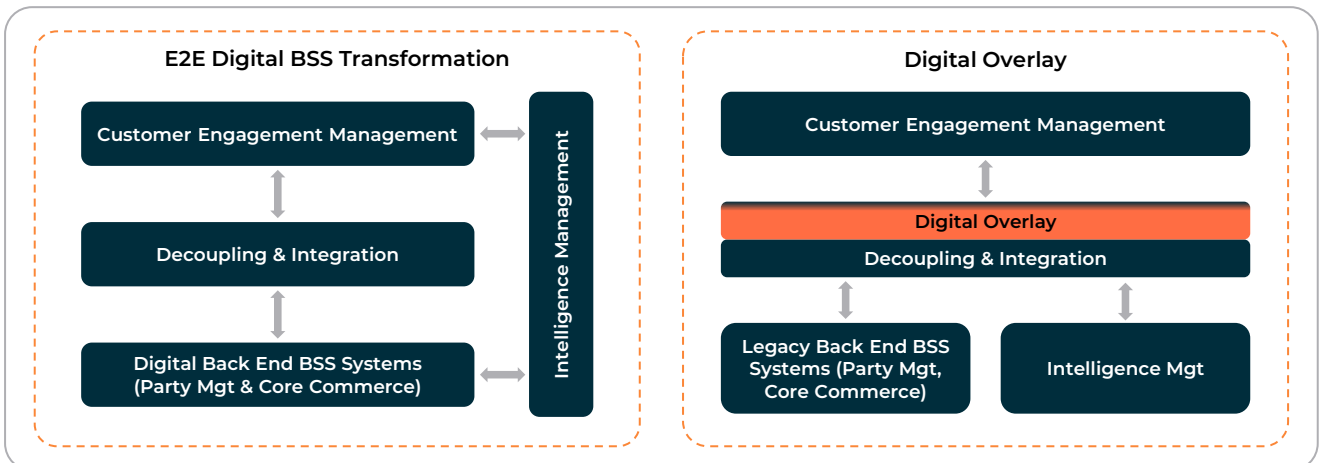 E2E Digital BSS Transformation
Customer Engagement Management
Decoupling & Integration
Digital Back End BSS Systems
(Party Mgt & Core Commerce)
Intelligence Management
Digital Overlay
Customer Engagement Management
Digital Overlay
Decoupling & Integration
Legacy Back End BSS
Systems (Party Mgt,
Core Commerce)
Intelligence Mgt